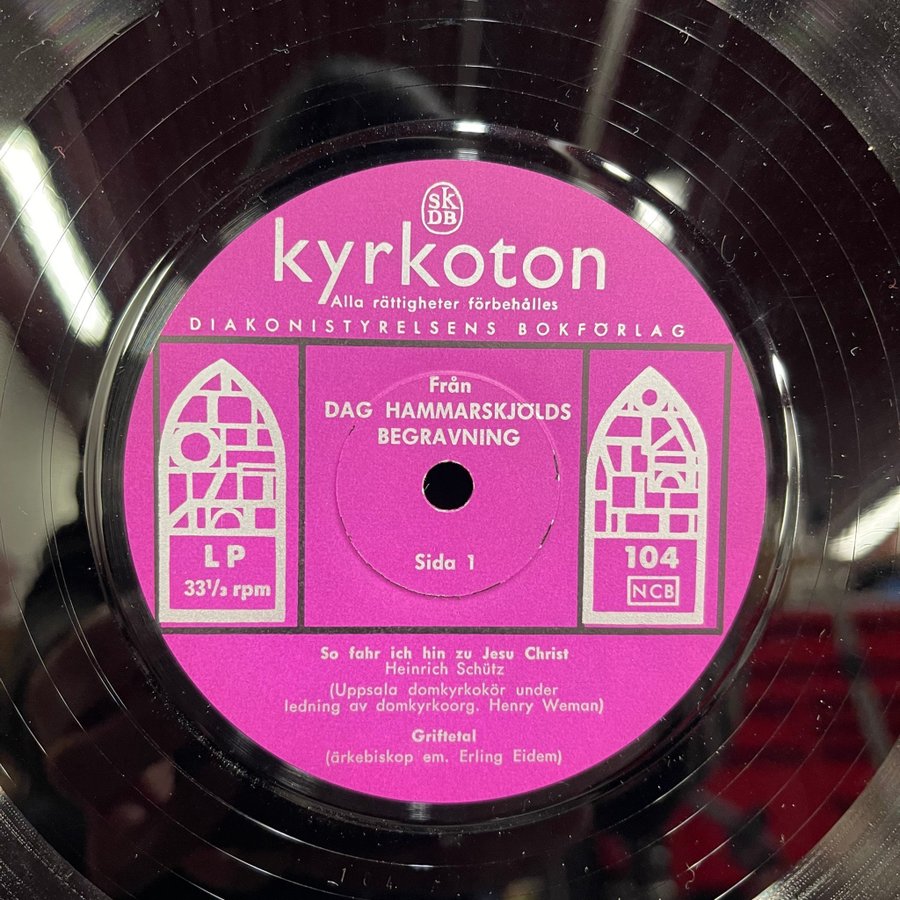 SK
DB
kyrkoton
Alla rättigheter förbehålles
DIAKONISTYRELSENS BOKFÖRLAG
Från
DAG HAMMARSKJÖLDS
BEGRAVNING
LP
33 1/3 rpm
Sida 1
104
NCB
So fahr ich hin zu Jesu Christ
Heinrich Schütz
(Uppsala domkyrkokör under
ledning av domkyrkoorg. Henry Weman)
Griftetal
(ärkebiskop em. Erling Eidem)